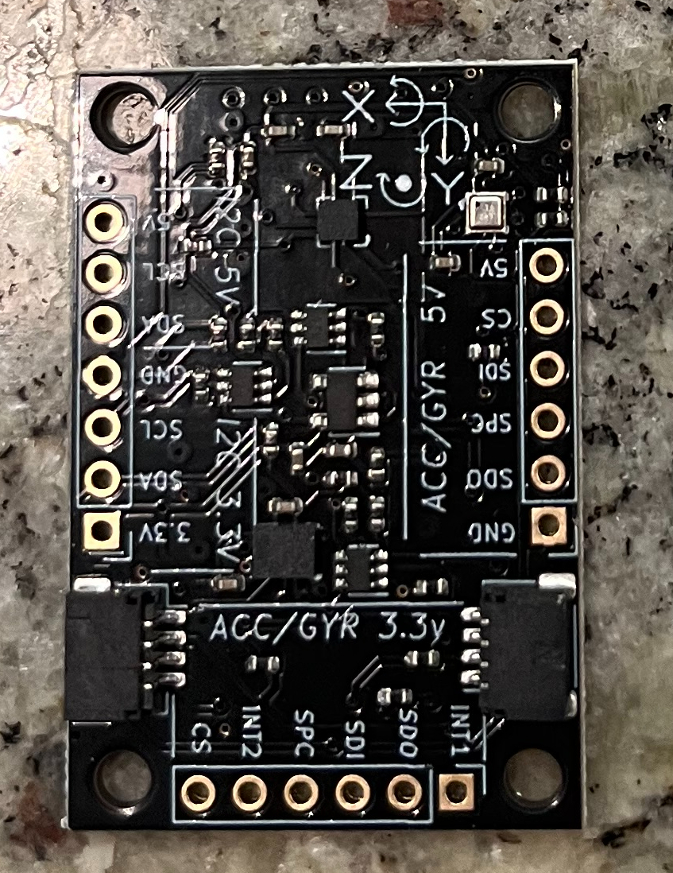 X
Y
Z
I2C 5V
5V
SCL
SDA
GND
SCL
SDA
3.3V
I2C 3.3V
ACC/GYR 5V
5V
CS
SDI
SPC
SDO
GND
ACC/GYR 3.3V
CS
INT2
SPC
SDI
SDO
INT1